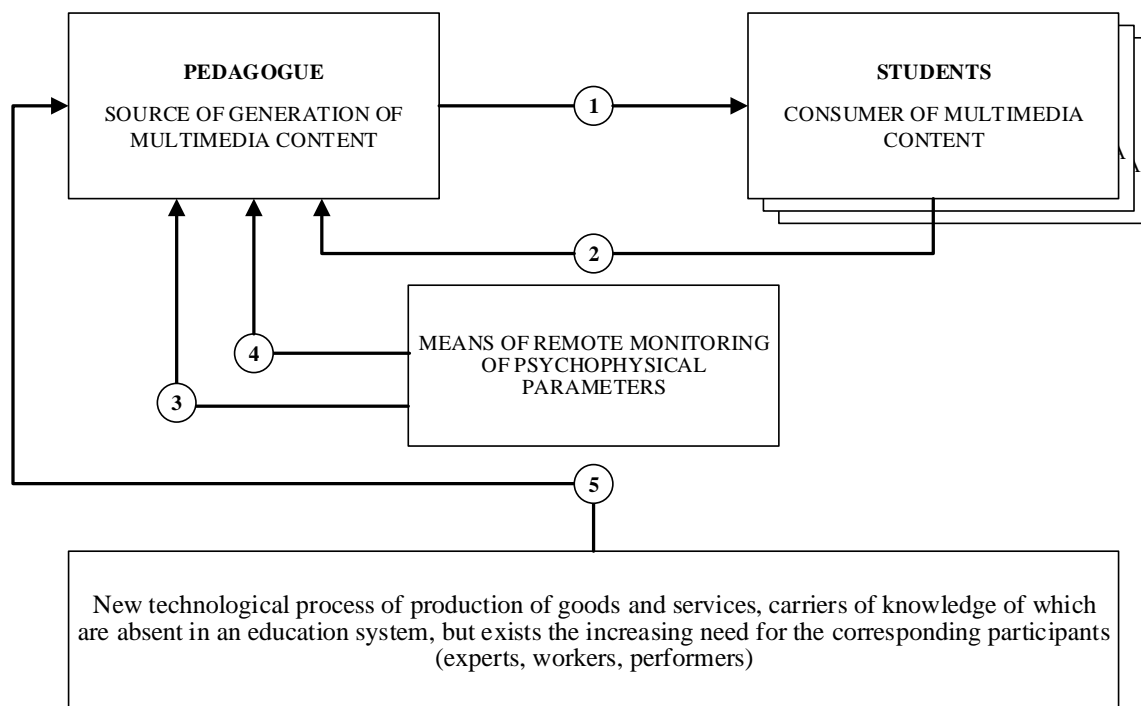 PEDAGOGUE
SOURCE OF GENERATION OF
MULTIMEDIA CONTENT
1
STUDENTS
CONSUMER OF MULTIMEDIA
CONTENT
A
A
2
MEANS OF REMOTE MONITORING
OF PSYCHOPHYSICAL
PARAMETERS
4
3
5
New technological process of production of goods and services, carriers of knowledge of which
are absent in an education system, but exists the increasing need for the corresponding participants
(experts, workers, performers)